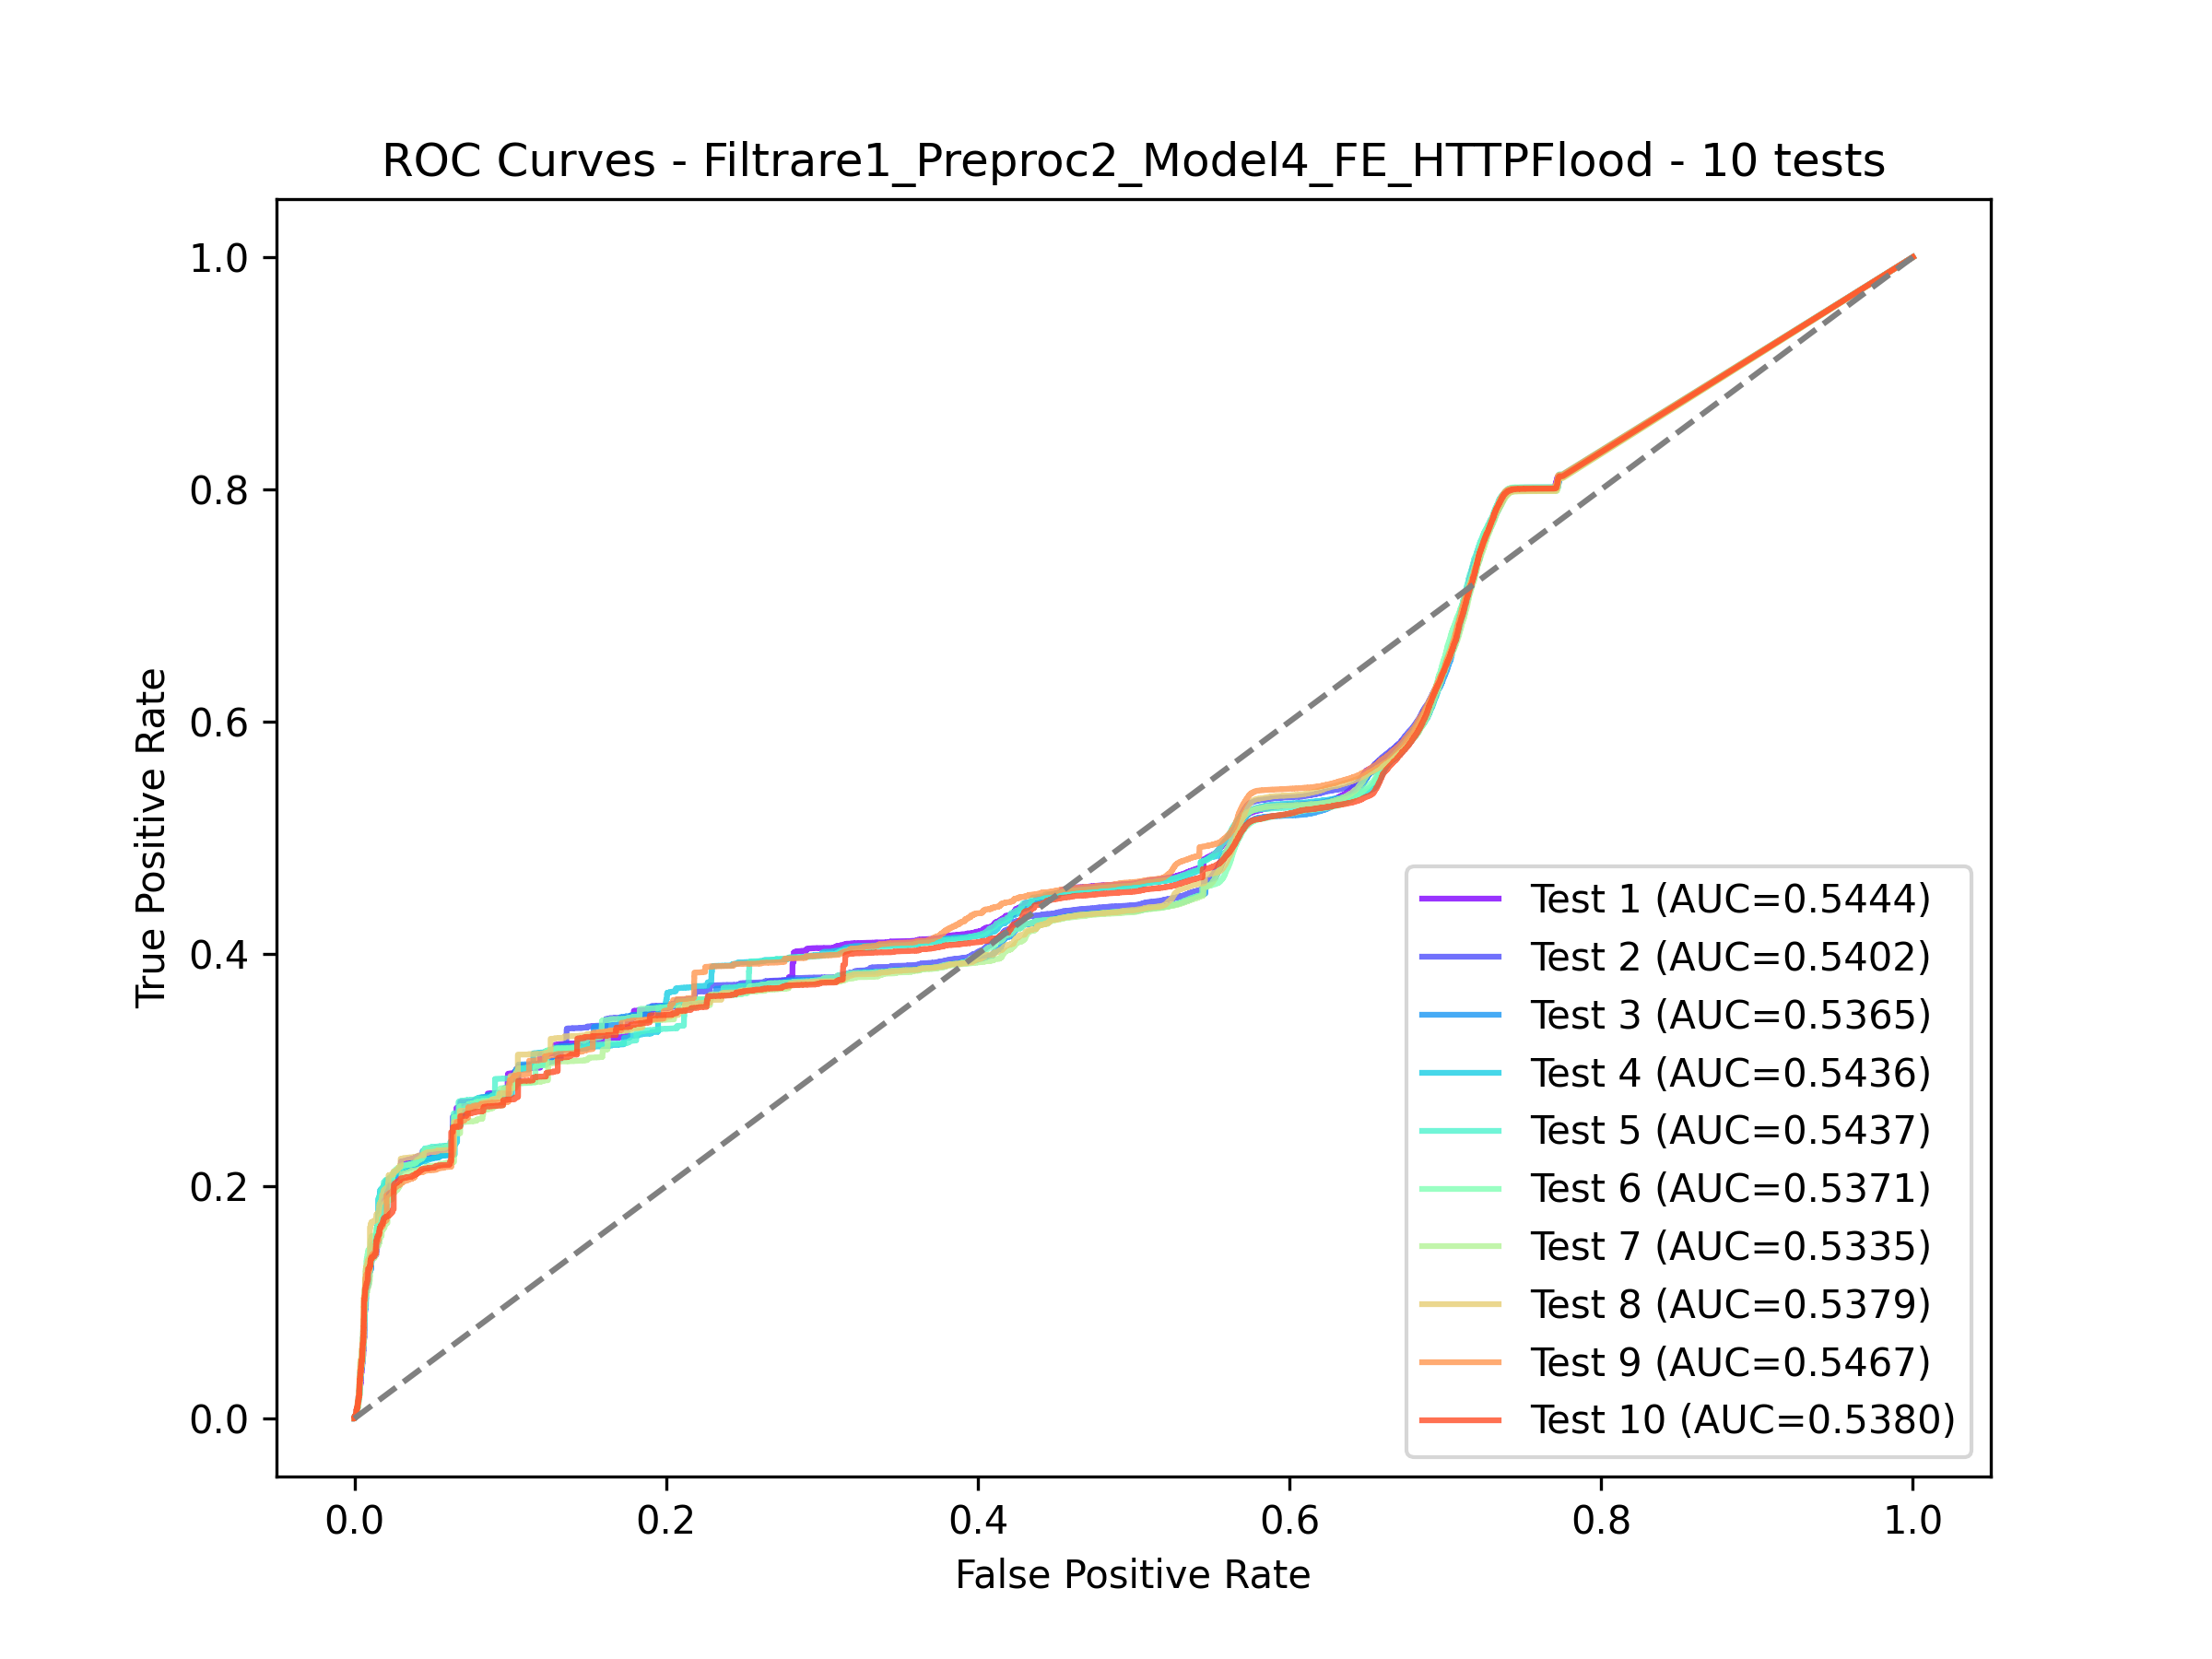 ROC Curves - Filtrare1_Preproc2_Model4_FE_HTTPFlood - 10 tests
True Positive Rate
1.0
0.8
0.6
0.4
0.2
0.0
Test 1 (AUC=0.5444)
Test 2 (AUC=0.5402)
Test 3 (AUC=0.5365)
Test 4 (AUC=0.5436)
Test 5 (AUC=0.5437)
Test 6 (AUC=0.5371)
Test 7 (AUC=0.5335)
Test 8 (AUC=0.5379)
Test 9 (AUC=0.5467)
Test 10 (AUC=0.5380)
0.0 0.2 0.4 0.6 0.8 1.0
False Positive Rate